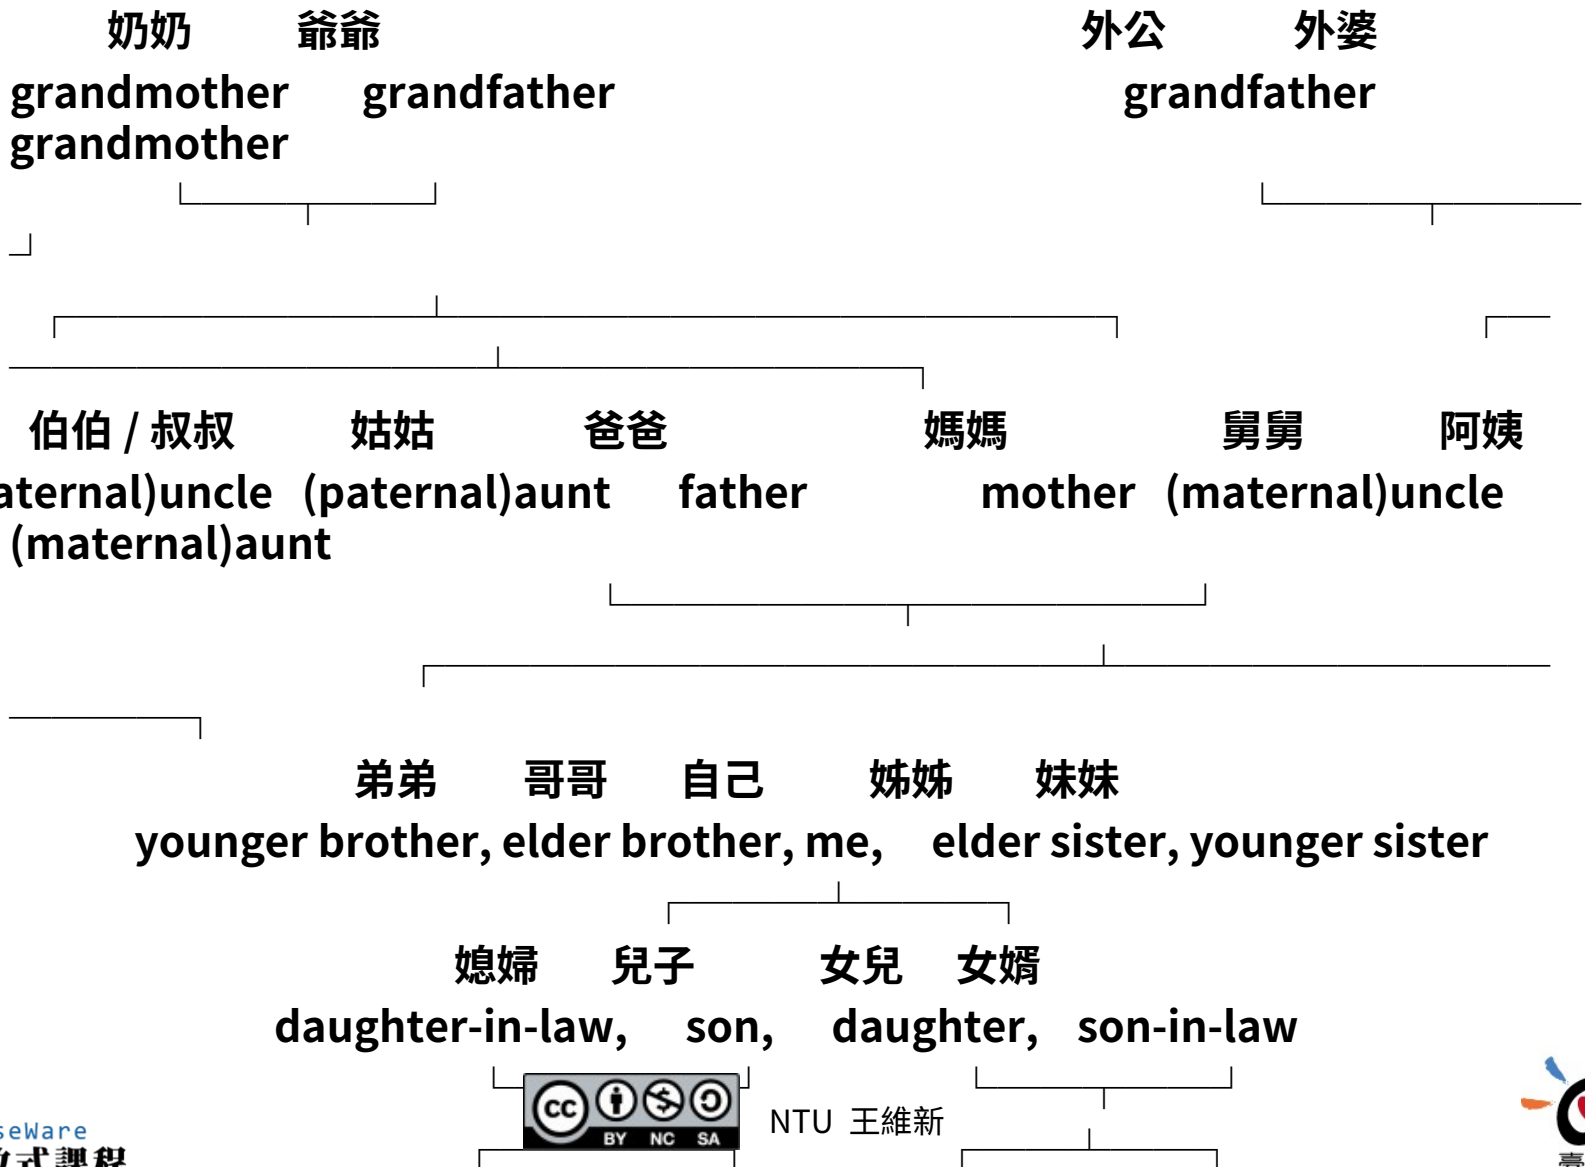 奶奶 爺爺 外公 外婆
grandmother grandfather grandfather
grandmother
伯伯 / 叔叔 姑姑 爸爸 媽媽 舅舅 阿姨
aternal)uncle (paternal)aunt father mother (maternal)uncle
(maternal)aunt
弟弟 哥哥 自己 姊姊 妹妹
younger brother, elder brother, me, elder sister, younger sister
媳婦 兒子 女兒 女婿
daughter-in-law, son, daughter, son-in-law
cc BY NC SA
NTU 王維新
seWare
式課程